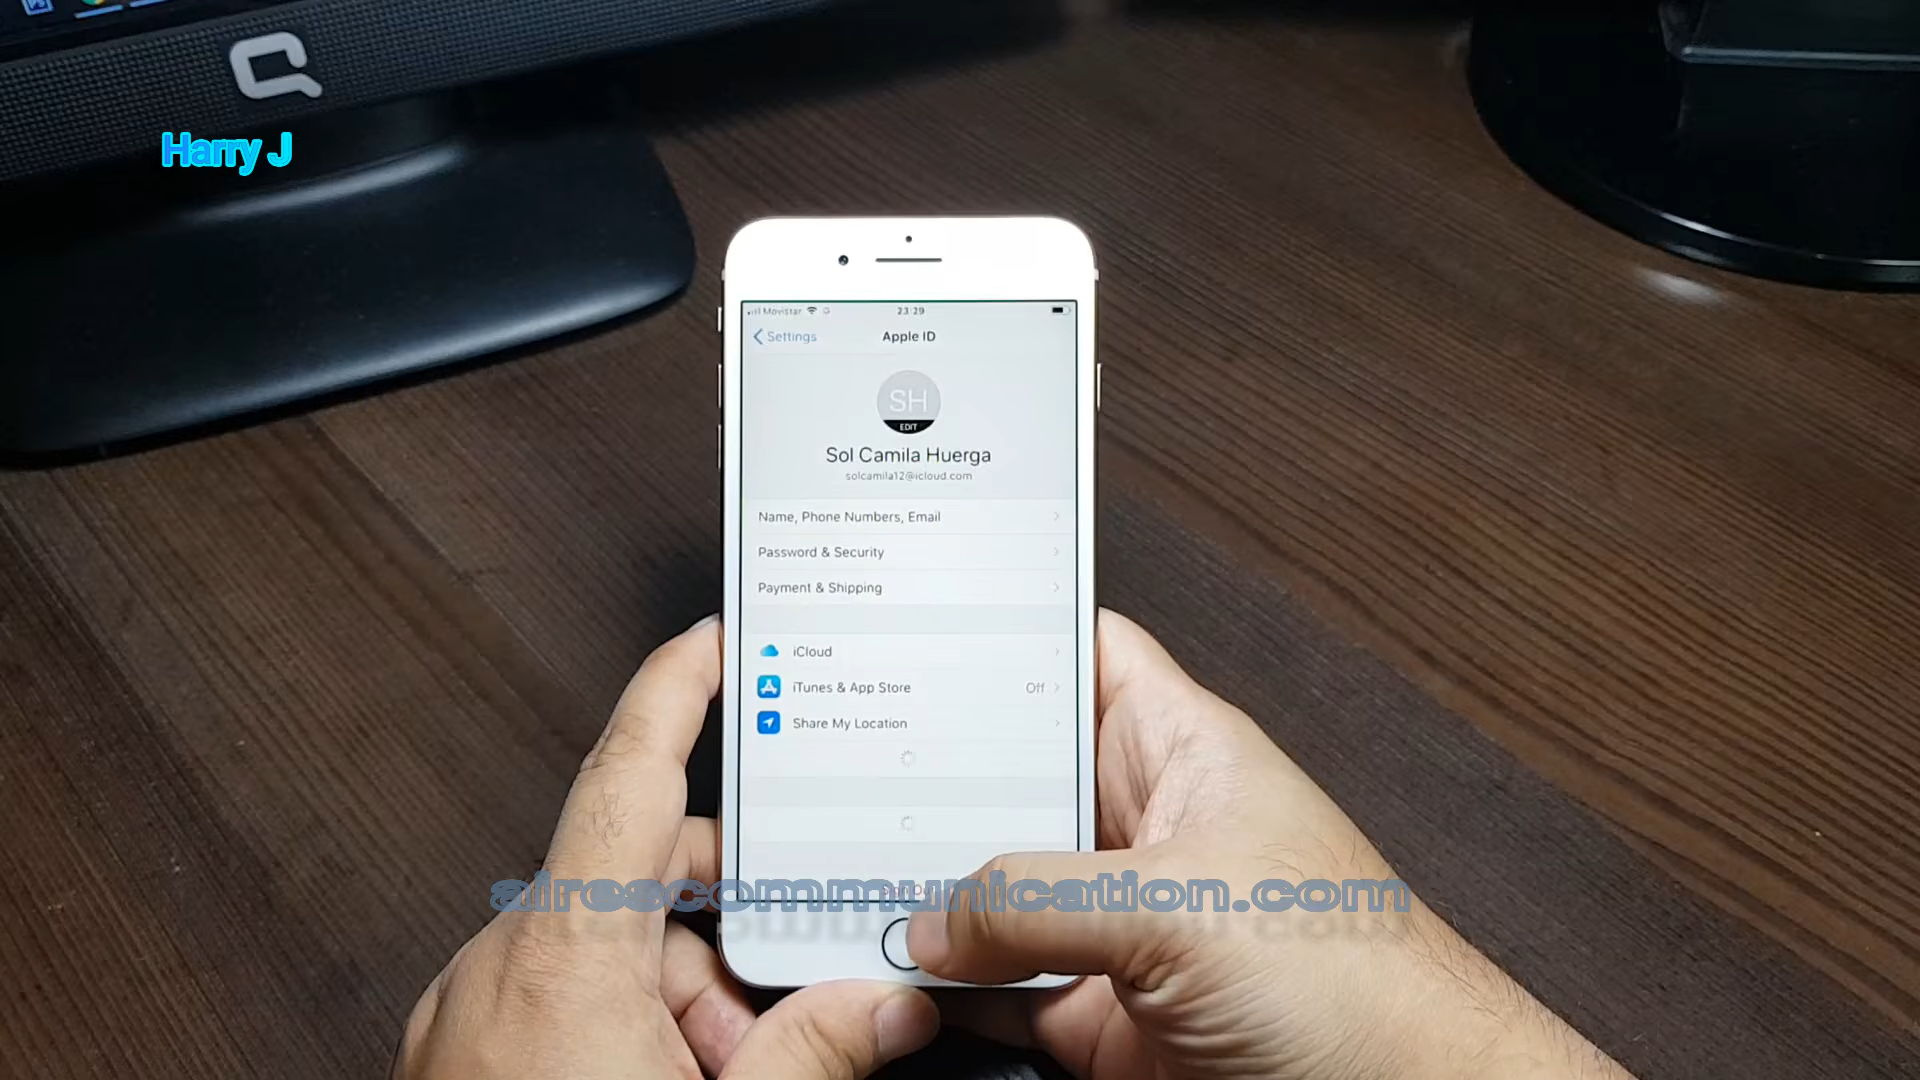 Harry J
Movistar
23:29
Settings
Apple ID
SH
EDIT
Sol Camila Huerga
solcamila12@icloud.com
Name, Phone Numbers, Email
Password & Security
Payment & Shipping
iCloud
iTunes & App Store
Off
Share My Location
airescommunication.com